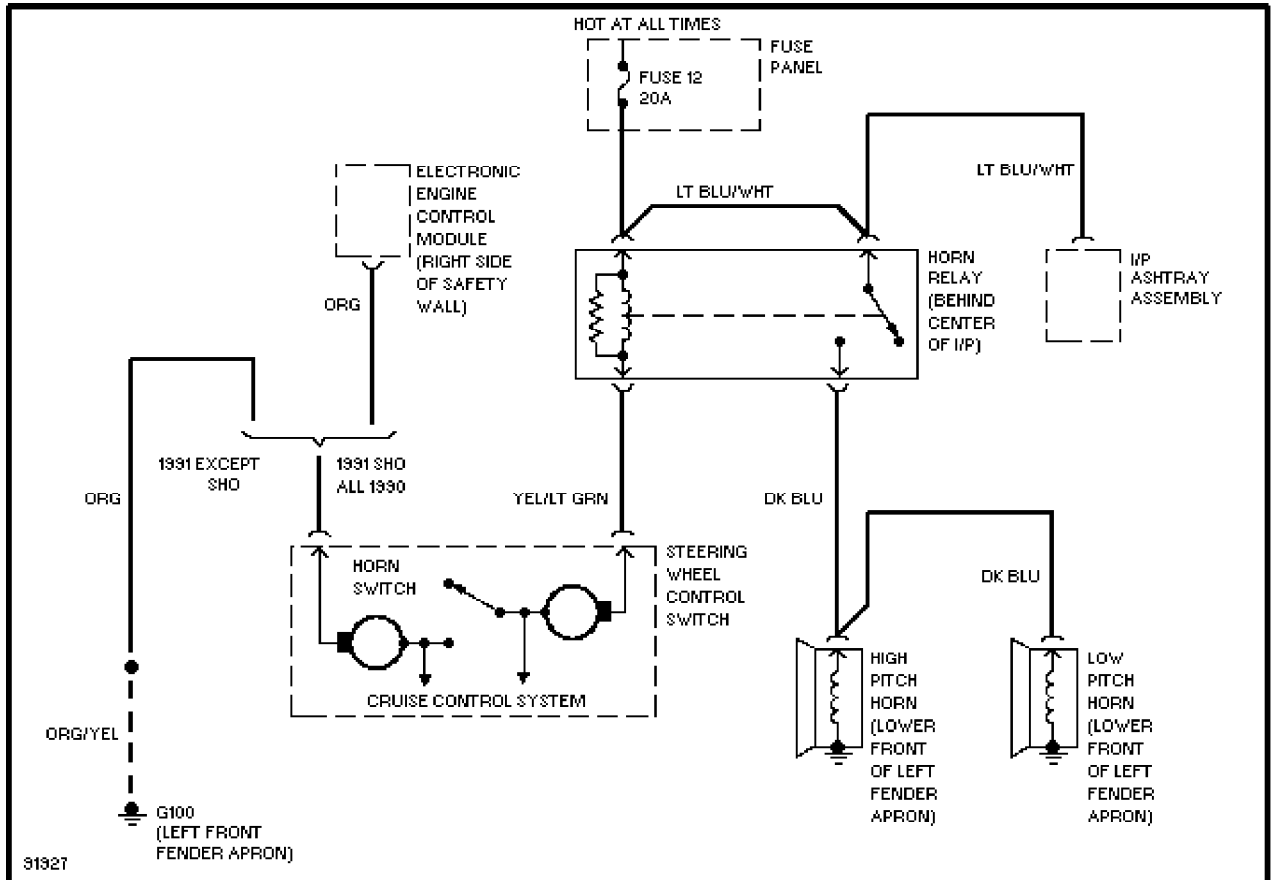 HOT AT ALL TIMES
FUSE
PANEL
FUSE 12
20A
LT BLU/WHT
LT BLU/WHT
ELECTRONIC
ENGINE
CONTROL
MODULE
(RIGHT SIDE
OF SAFETY
WALL)
ORG
HORN
RELAY
(BEHIND
CENTER
OF I/P)
I/P
ASHTRAY
ASSEMBLY
1991 EXCEPT
SHO
1991 SHO
ALL 1990
ORG
YEL/LT GRN
DK BLU
HORN
SWITCH
STEERING
WHEEL
CONTROL
SWITCH
CRUISE CONTROL SYSTEM
DK BLU
HIGH
PITCH
HORN
(LOWER
FRONT
OF LEFT
FENDER
APRON)
LOW
PITCH
HORN
(LOWER
FRONT
OF LEFT
FENDER
APRON)
ORG/YEL
G100
(LEFT FRONT
FENDER APRON)
91927